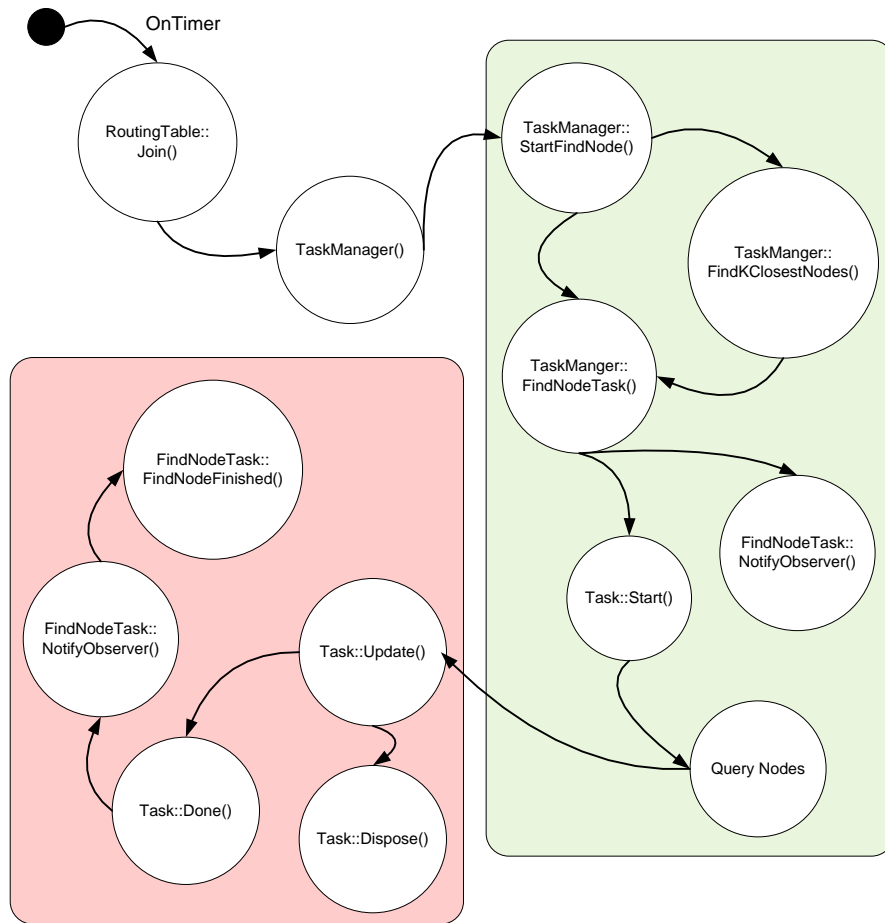 OnTimer
RoutingTable::
Join()
TaskManager()
TaskManager::
StartFindNode()
TaskManger::
FindKClosestNodes()
TaskManger::
FindNodeTask()
FindNodeTask::
NotifyObserver()
Task::Start()
Query Nodes
FindNodeTask::
FindNodeFinished()
FindNodeTask::
NotifyObserver()
Task::Update()
Task::Done()
Task::Dispose()